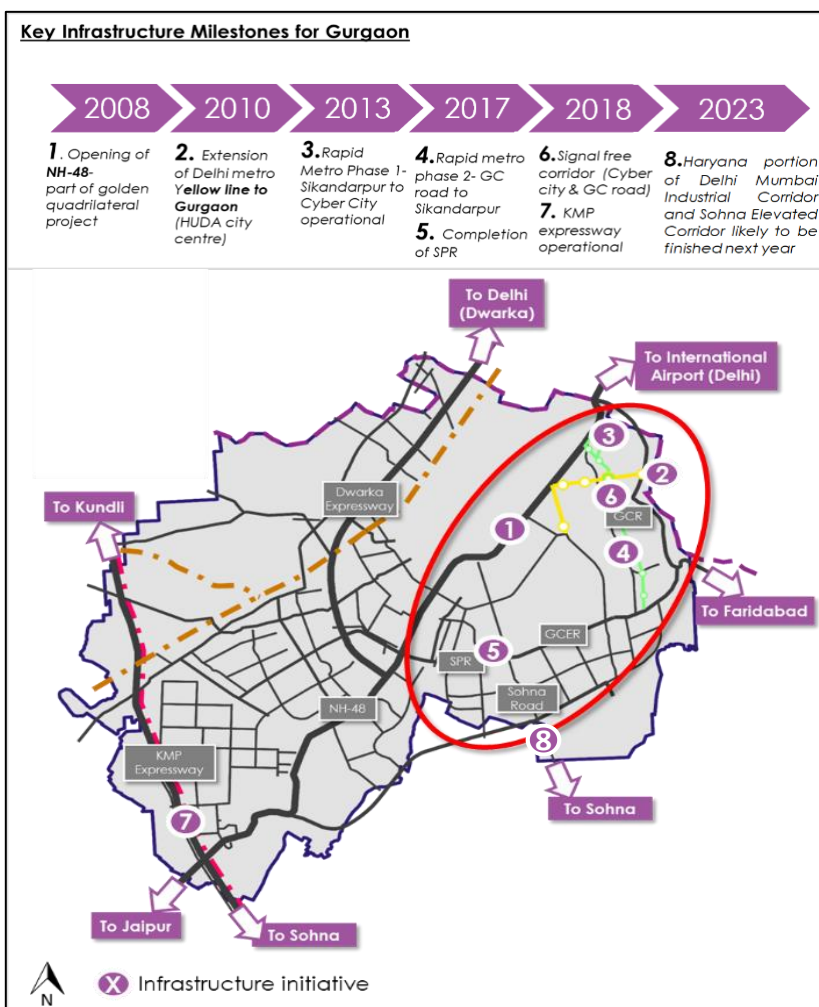 Key Infrastructure Milestones for Gurgaon
2008
2010
2013
2017
2018
2023
1. Opening of
NH-48-
part of golden
quadrilateral
project
2. Extension
of Delhi metro
Yellow line to
Gurgaon
(HUDA city
centre)
3.Rapid
Metro Phase 1-
Sikandarpur to
Cyber City
operational
4.Rapid metro
phase 2- GC
road to
Sikandarpur
5. Completion
of SPR
6.Signal free
corridor (Cyber
city & GC road)
7. KMP
expressway
operational
8.Haryana portion
of Delhi Mumbai
Industrial Corridor
and Sohna Elevated
Corridor likely to be
finished next year
To Delhi
(Dwarka)
To International
Airport (Delhi)
3
2
To Kundli
Dwarka
Expressway
6
1
GCR
4
To Faridabad
GCER
5
SPR
Sohna
Road
NH-48
8
KMP
Expressway
To Sohna
7
To Jaipur
To Sohna
N
X Infrastructure initiative